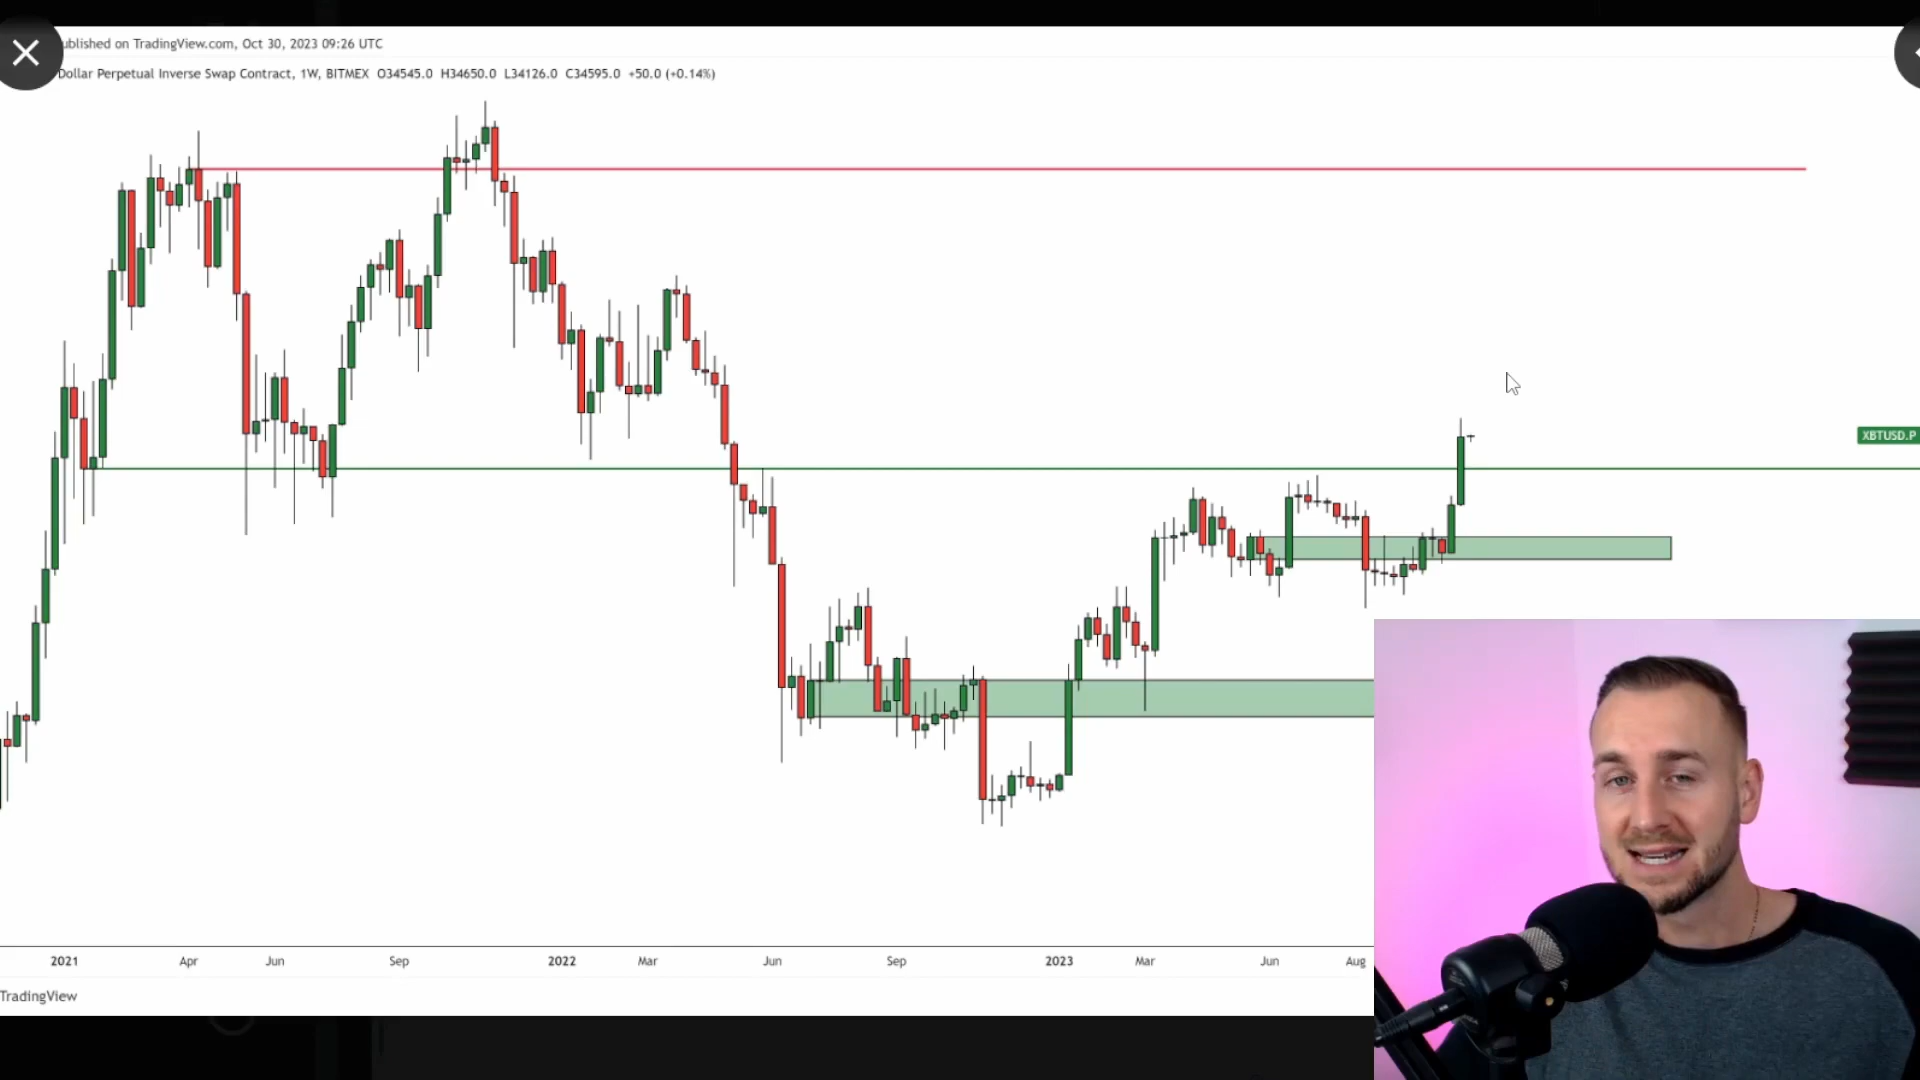 ublished on TradingView.com, Oct 30, 2023 09:26 UTC
Dollar Perpetual Inverse Swap Contract, 1W, BITMEX O34545.0 H34650.0 L34126.0 C34595.0 +50.0 (+0.14%)
XBTUSD.P
2021 Apr Jun Sep 2022 Mar Jun Sep 2023 Mar Jun Aug
TradingView